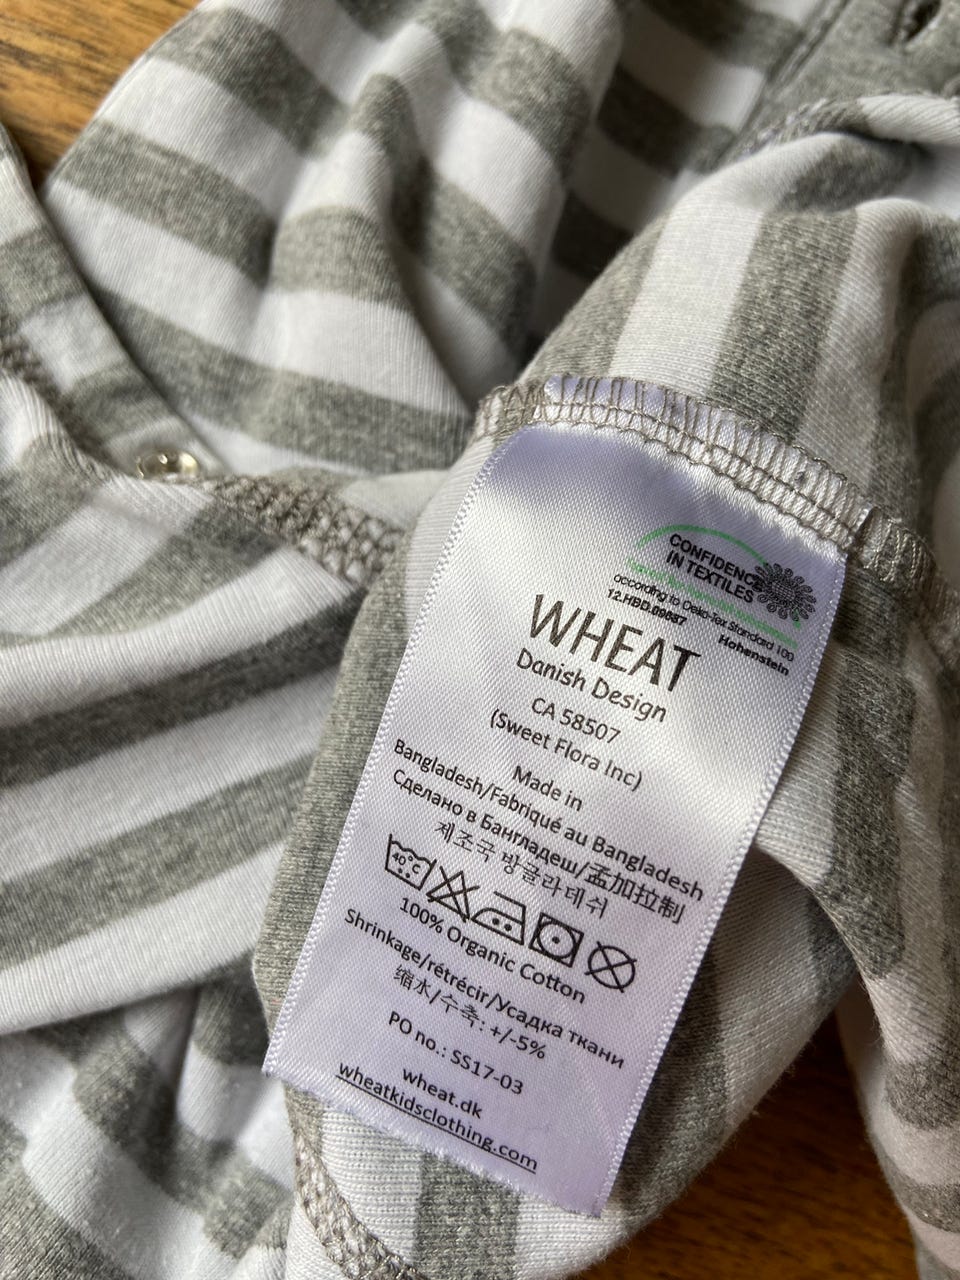 CONFIDENCE
IN TEXTILES
according to Oeko-Tex Standard 100
12.HBD.09687 Hohenstein
WHEAT
Danish Design
CA 58507
(Sweet Flora Inc)
Made in
Bangladesh/Fabriqué au Bangladesh
Сделано в Бангладеш/孟加拉制
제조국 방글라데쉬
40°C
100% Organic Cotton
Shrinkage/rétrécir/Усадка ткани
缩水/수축: +/-5%
PO no.: SS17-03
wheat.dk
wheatkidsclothing.com